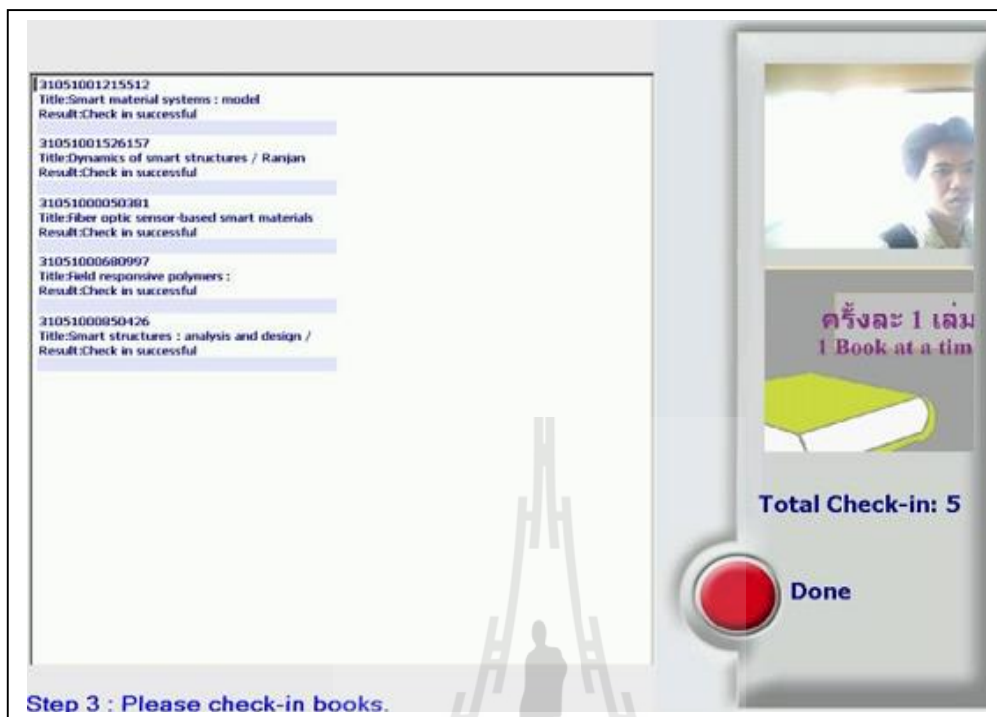 31051001215512
Title:Smart material systems : model
Result:Check in successful
31051001526157
Title:Dynamics of smart structures / Ranjan
Result:Check in successful
31051000050381
Title:Fiber optic sensor-based smart materials
Result:Check in successful
31051000680997
Title:Field responsive polymers :
Result:Check in successful
31051000850426
Title:Smart structures : analysis and design /
Result:Check in successful
ครั้งละ 1 เล่ม
1 Book at a tim
Total Check-in: 5
Done
Step 3 : Please check-in books.